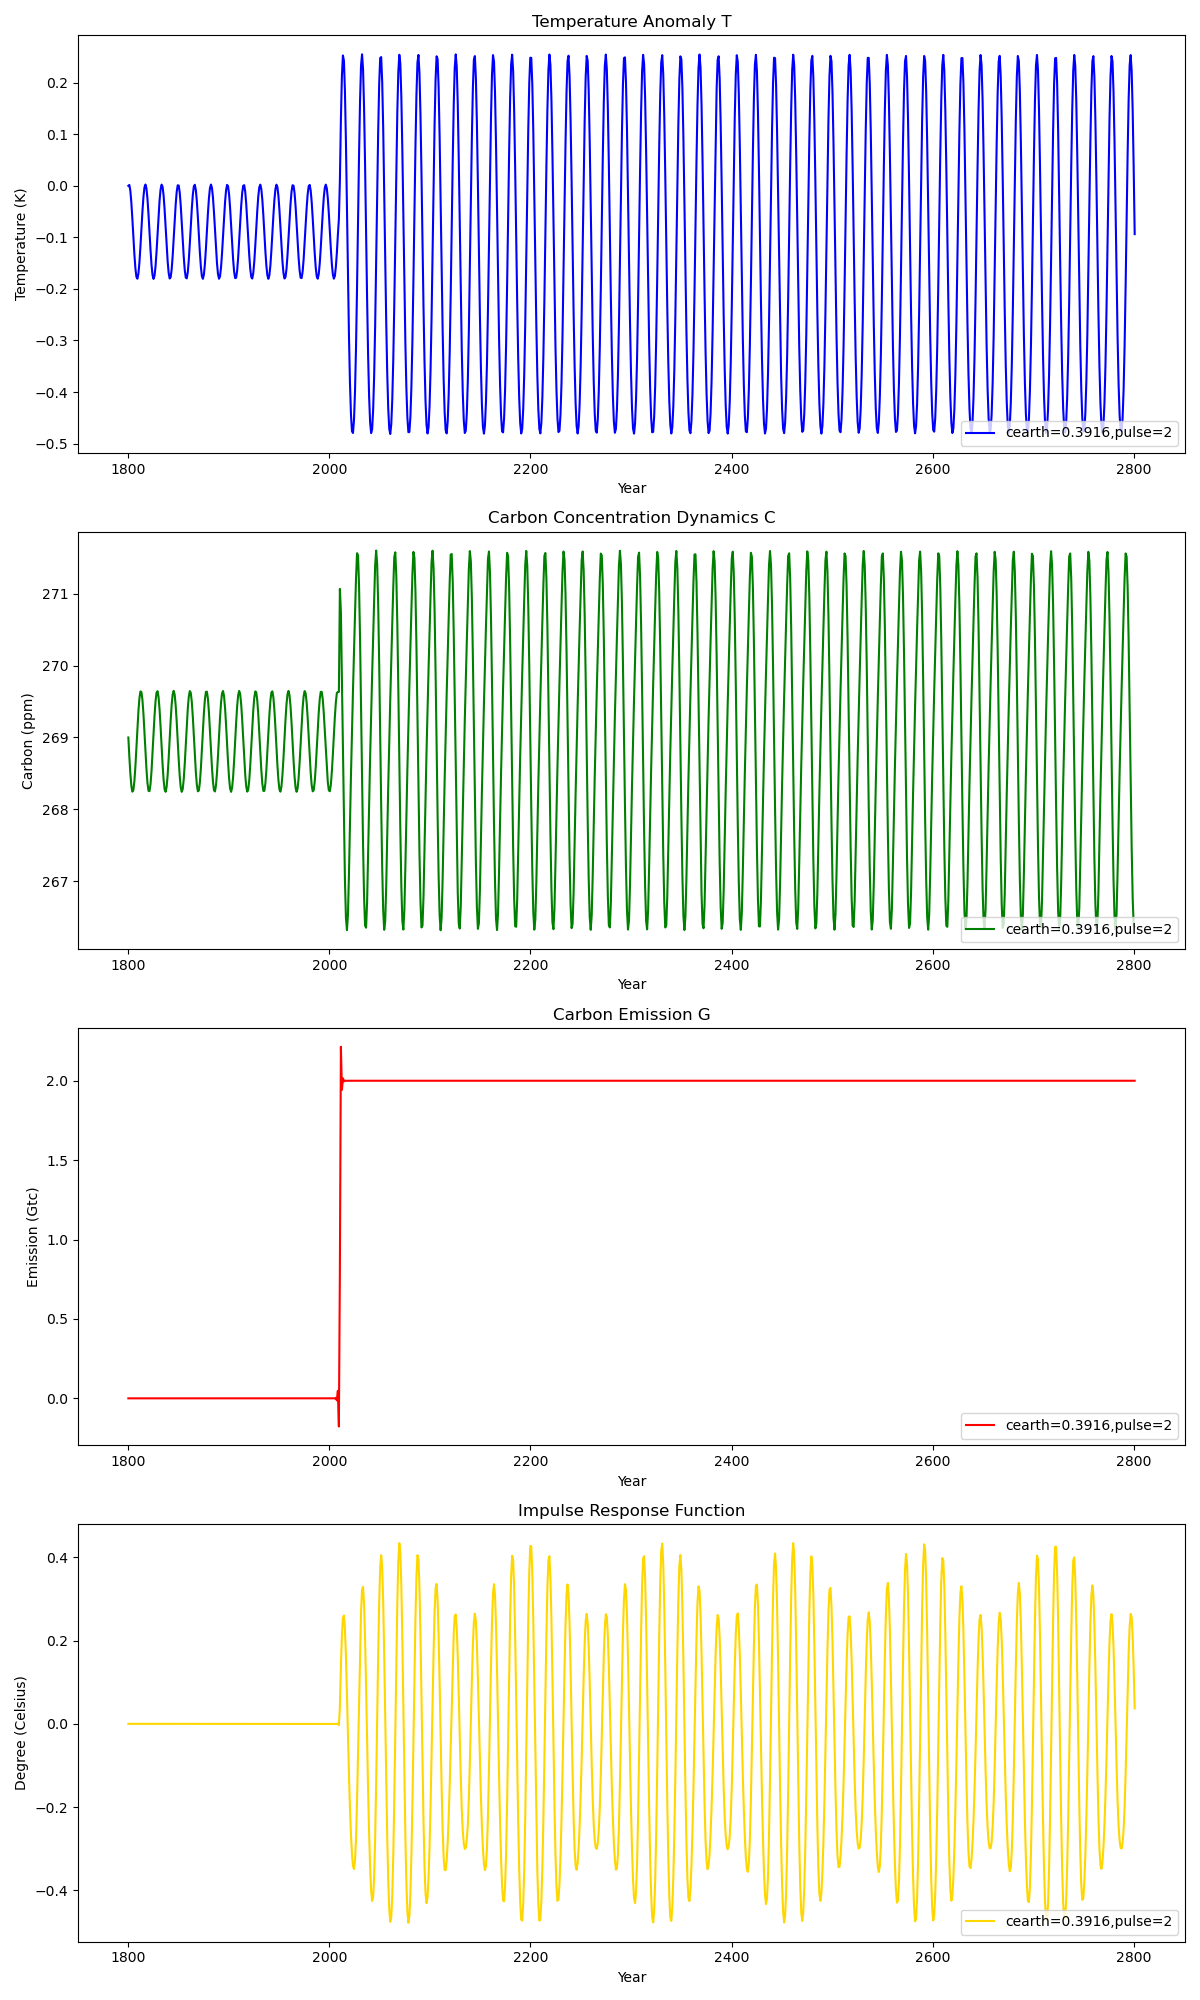 Temperature Anomaly T
0.2
0.1
0.0
−0.1
−0.2
−0.3
−0.4
−0.5
Temperature (K)
cearth=0.3916,pulse=2
1800 2000 2200 2400 2600 2800
Year
Carbon Concentration Dynamics C
271
270
269
268
267
Carbon (ppm)
cearth=0.3916,pulse=2
1800 2000 2200 2400 2600 2800
Year
Carbon Emission G
2.0
1.5
1.0
0.5
0.0
Emission (Gtc)
cearth=0.3916,pulse=2
1800 2000 2200 2400 2600 2800
Year
Impulse Response Function
0.4
0.2
0.0
−0.2
−0.4
Degree (Celsius)
cearth=0.3916,pulse=2
1800 2000 2200 2400 2600 2800
Year